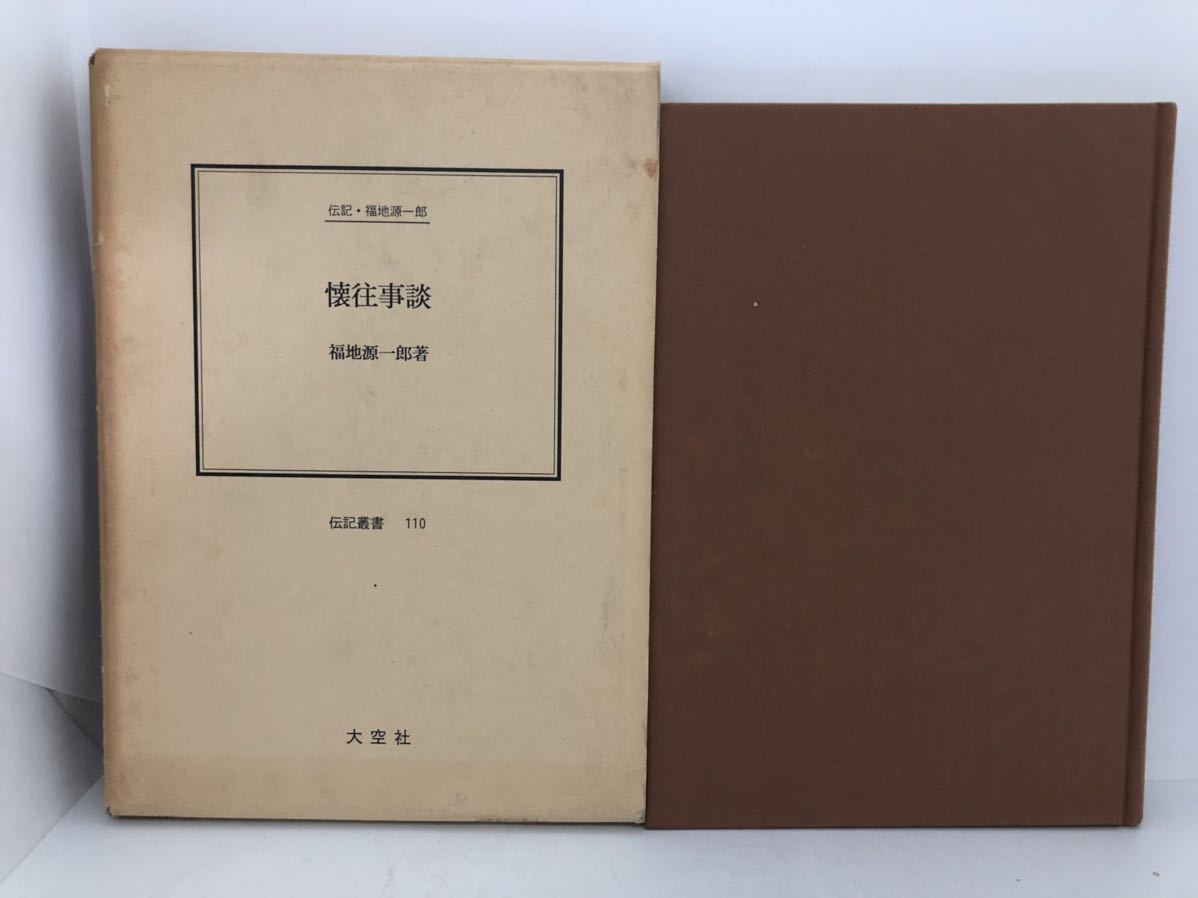 伝記・福地源一郎
懐往事談
福地源一郎著
伝記叢書 110
大空社